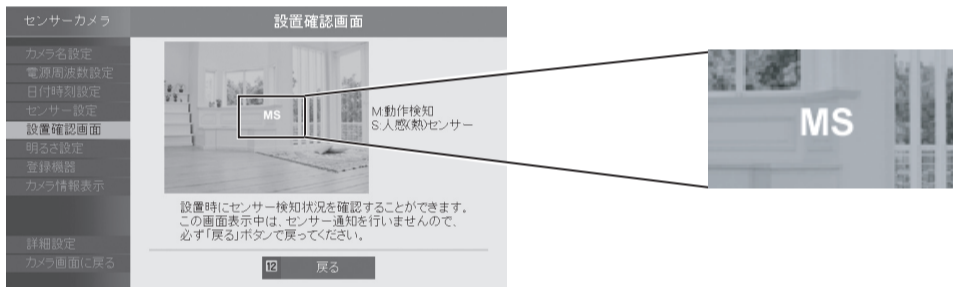 センサーカメラ
設置確認画面
カメラ名設定
電源周波数設定
日付時刻設定
センサー設定
設置確認画面
明るさ設定
登録機器
カメラ情報表示
詳細設定
カメラ画面に戻る
MS
M:動作検知
S:人感(熱)センサー
設置時にセンサー検知状況を確認することができます。
この画面表示中は、センサー通知を行いませんので、
必ず「戻る」ボタンで戻ってください。
12 戻る
MS